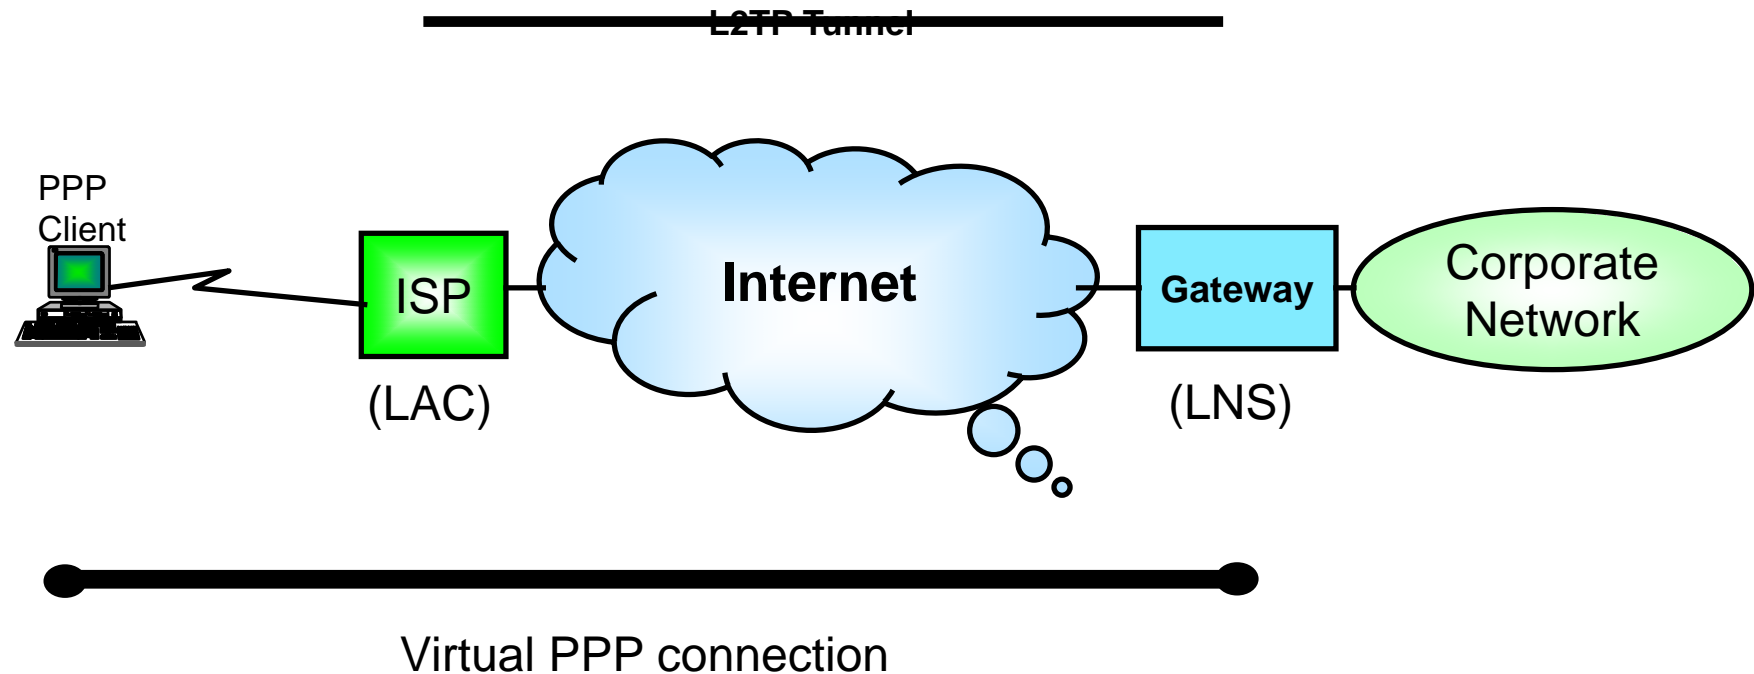 L2TP Tunnel
PPP
Client
ISP
Internet
Gateway
Corporate
Network
(LAC)
(LNS)
Virtual PPP connection